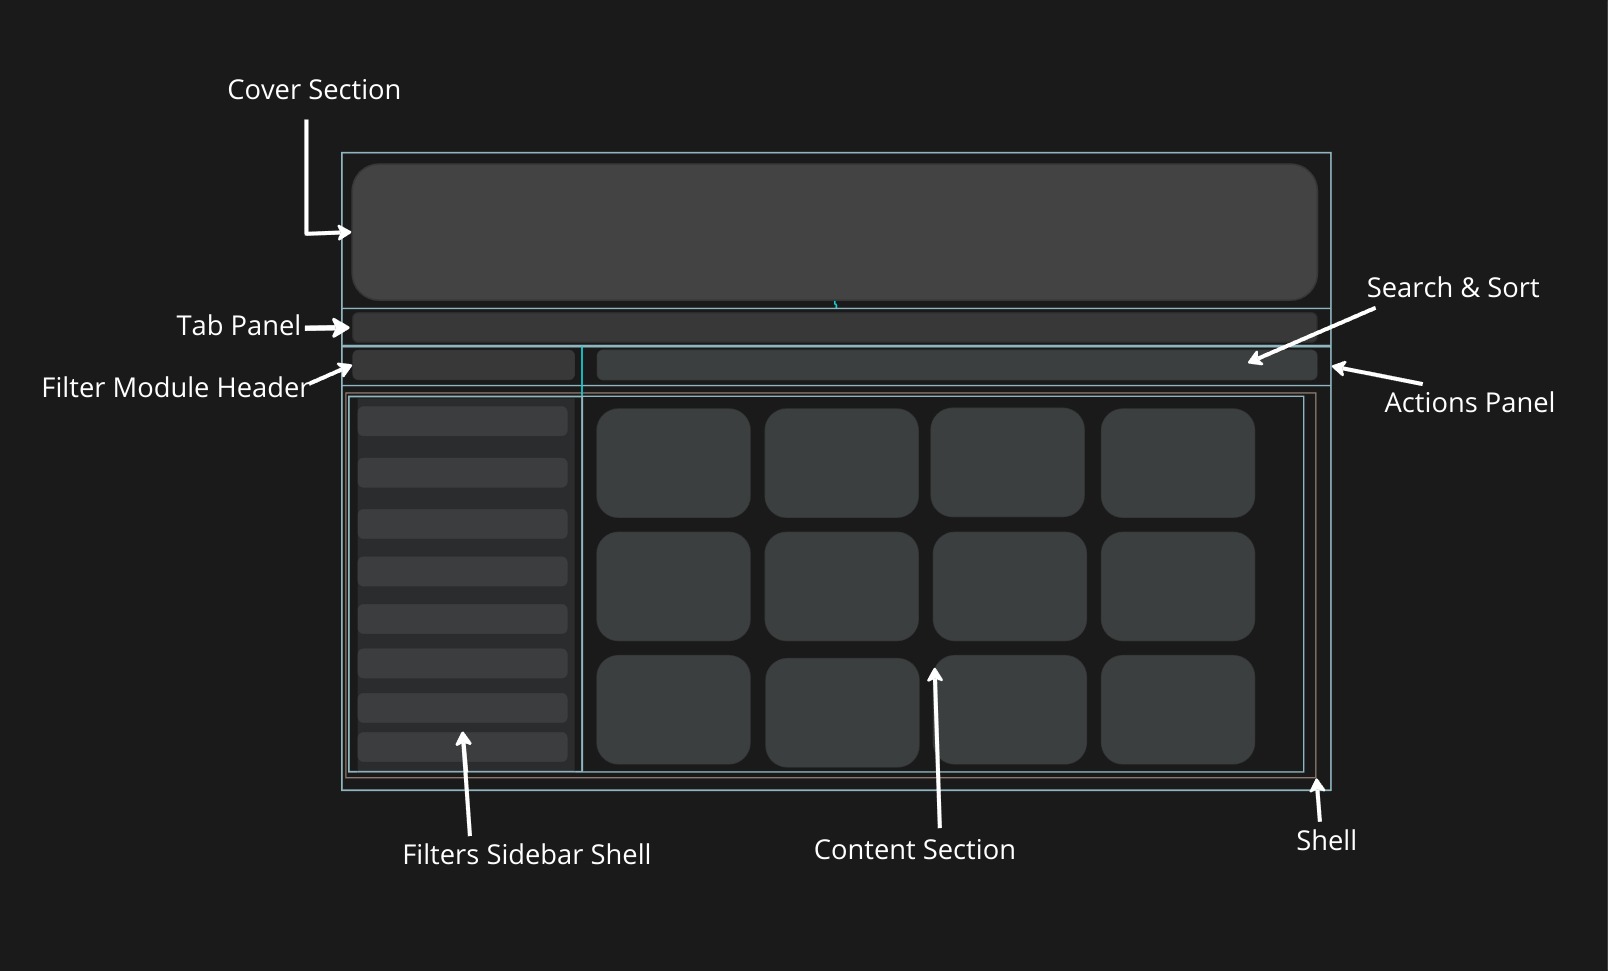 Cover Section
Search & Sort
Tab Panel
Filter Module Header
Actions Panel
Filters Sidebar Shell
Content Section
Shell